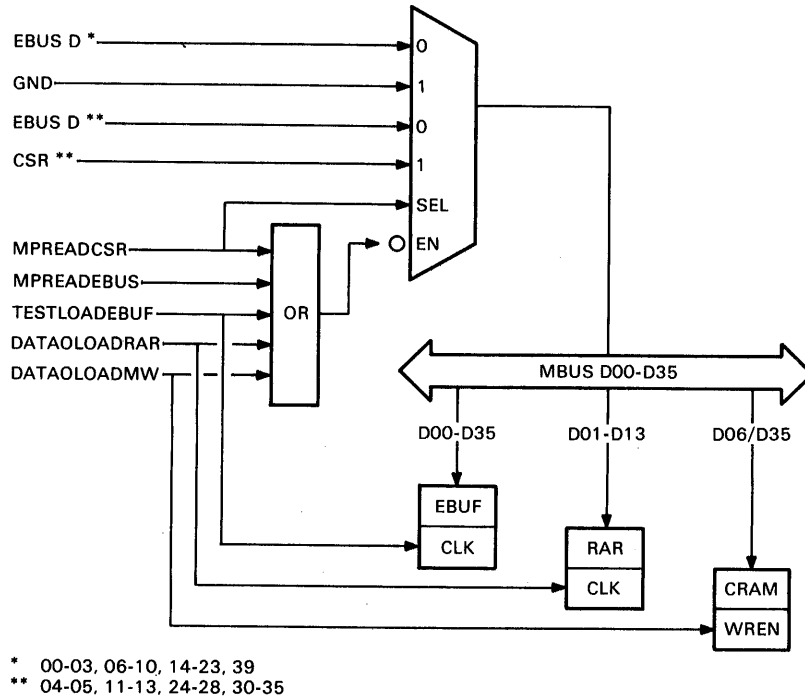 EBUS D *
0
GND
1
EBUS D **
0
CSR **
1
SEL
MPREADCSR
EN
MPREADEBUS
TESTLOADEBUF
OR
DATAOLOADRAR
DATAOLOADMW
MBUS D00-D35
D00-D35
D01-D13
D06/D35
EBUF
CLK
RAR
CLK
CRAM
WREN
* 00-03, 06-10, 14-23, 39
** 04-05, 11-13, 24-28, 30-35